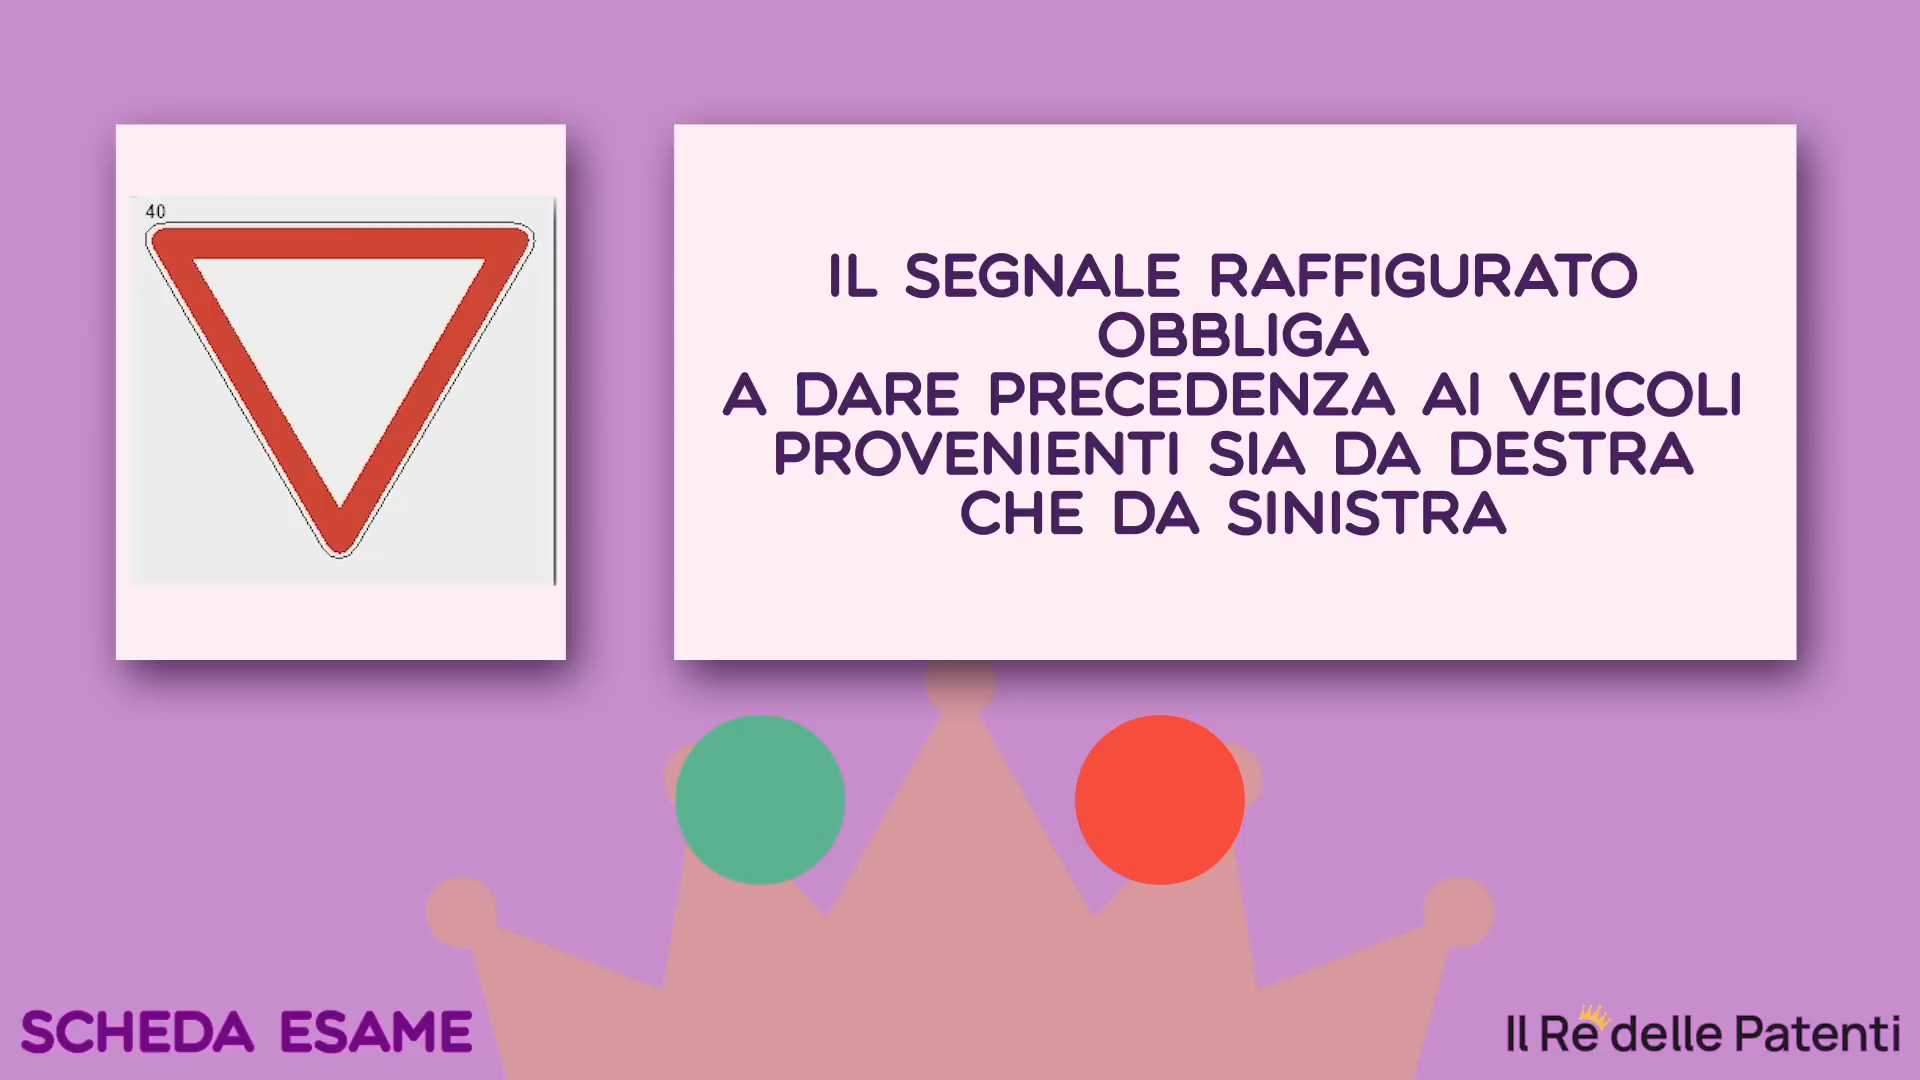 40
IL SEGNALE RAFFIGURATO
OBBLIGA
A DARE PRECEDENZA AI VEICOLI
PROVENIENTI SIA DA DESTRA
CHE DA SINISTRA
SCHEDA ESAME
Il Re delle Patenti